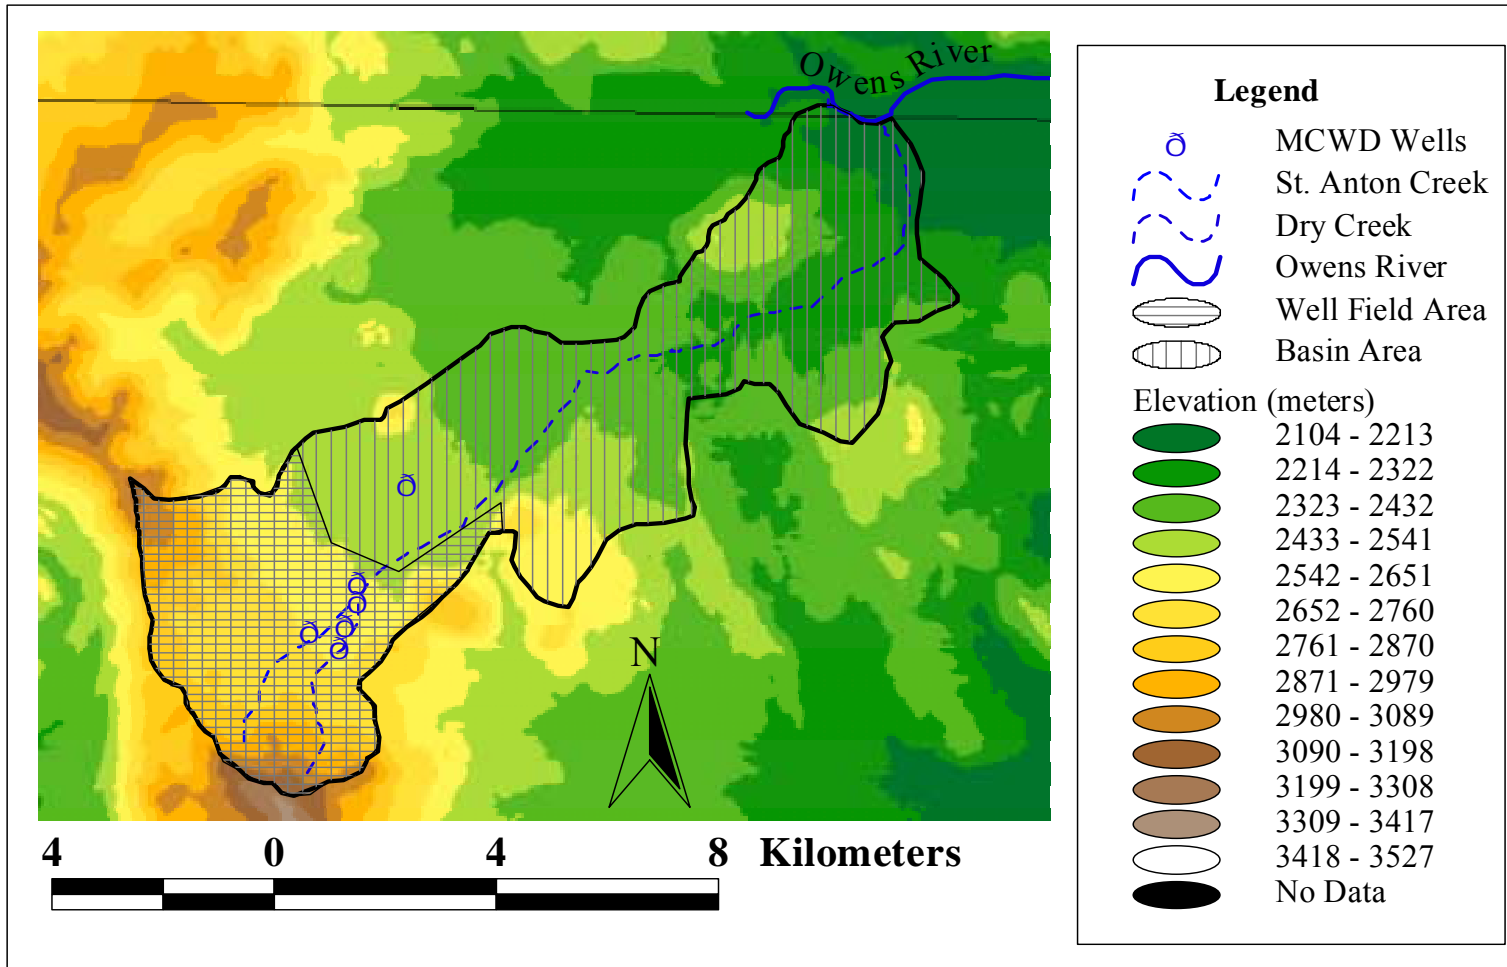 Owens River
N
4 0 4 8 Kilometers
Legend
ð MCWD Wells
St. Anton Creek
Dry Creek
Owens River
Well Field Area
Basin Area
Elevation (meters)
2104 - 2213
2214 - 2322
2323 - 2432
2433 - 2541
2542 - 2651
2652 - 2760
2761 - 2870
2871 - 2979
2980 - 3089
3090 - 3198
3199 - 3308
3309 - 3417
3418 - 3527
No Data